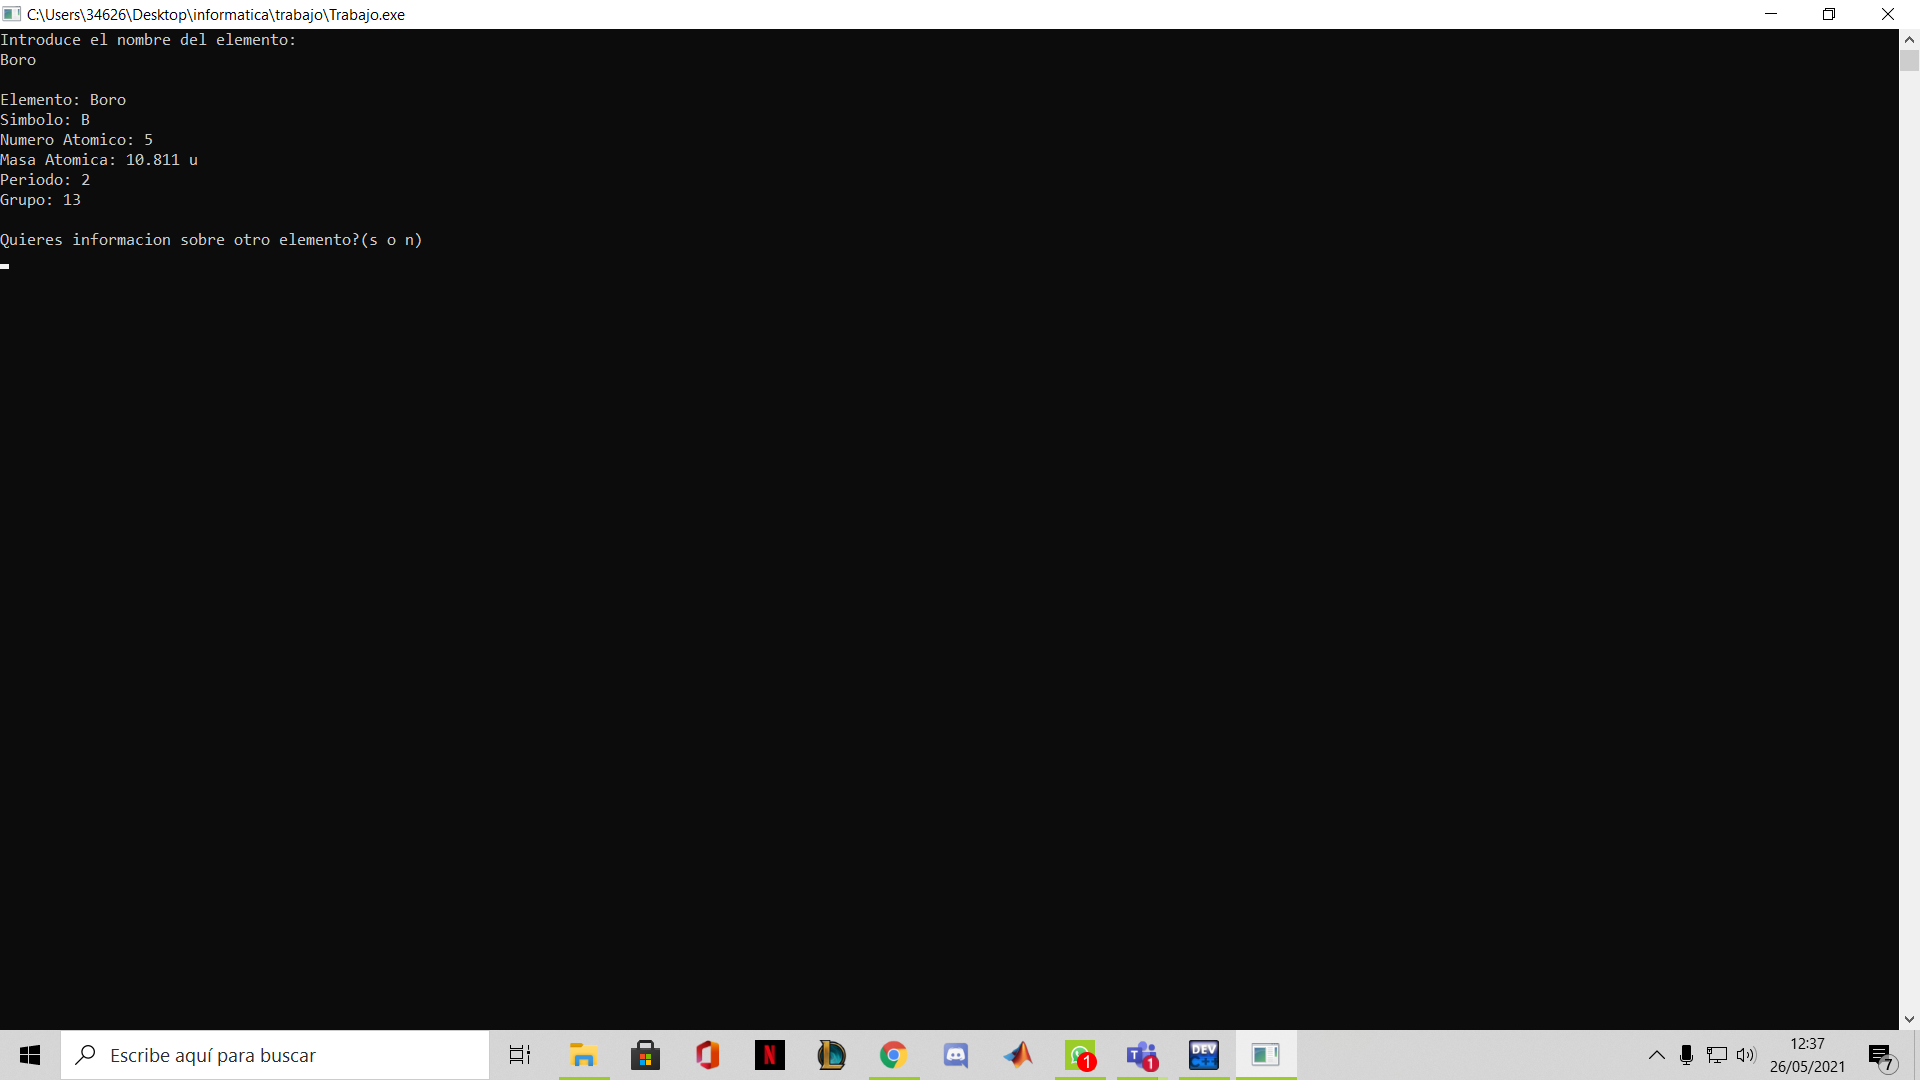 C:\Users\34626\Desktop\informatica\trabajo\Trabajo.exe
Introduce el nombre del elemento:
Boro
Elemento: Boro
Simbolo: B
Numero Atomico: 5
Masa Atomica: 10.811 u
Periodo: 2
Grupo: 13
Quieres informacion sobre otro elemento?(s o n)
Escribe aquí para buscar
N
1
T
1
DEV
C++
12:37
26/05/2021
7